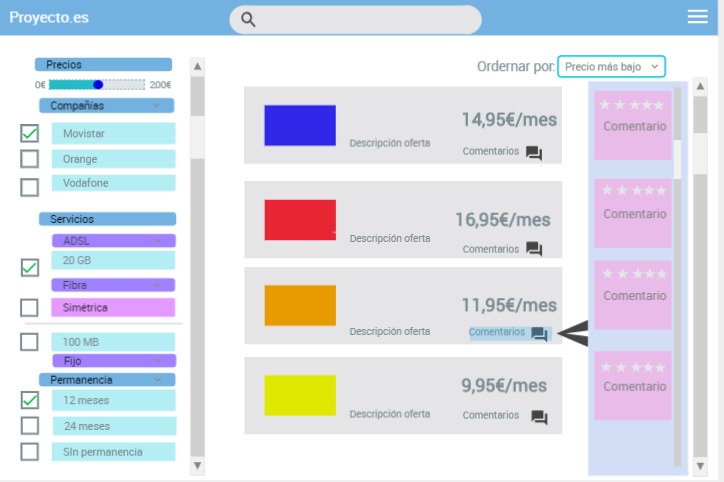 Proyecto.es
Precios
0€ 200€
Compañías
Movistar
Orange
Vodafone
Servicios
ADSL
20 GB
Fibra
Simétrica
100 MB
Fijo
Permanencia
12 meses
24 meses
SIn permanencia
Ordernar por: Precio más bajo
14,95€/mes
Descripción oferta
Comentarios
16,95€/mes
Descripción oferta
Comentarios
11,95€/mes
Descripción oferta
Comentarios
9,95€/mes
Descripción oferta
Comentarios
Comentario
Comentario
Comentario
Comentario